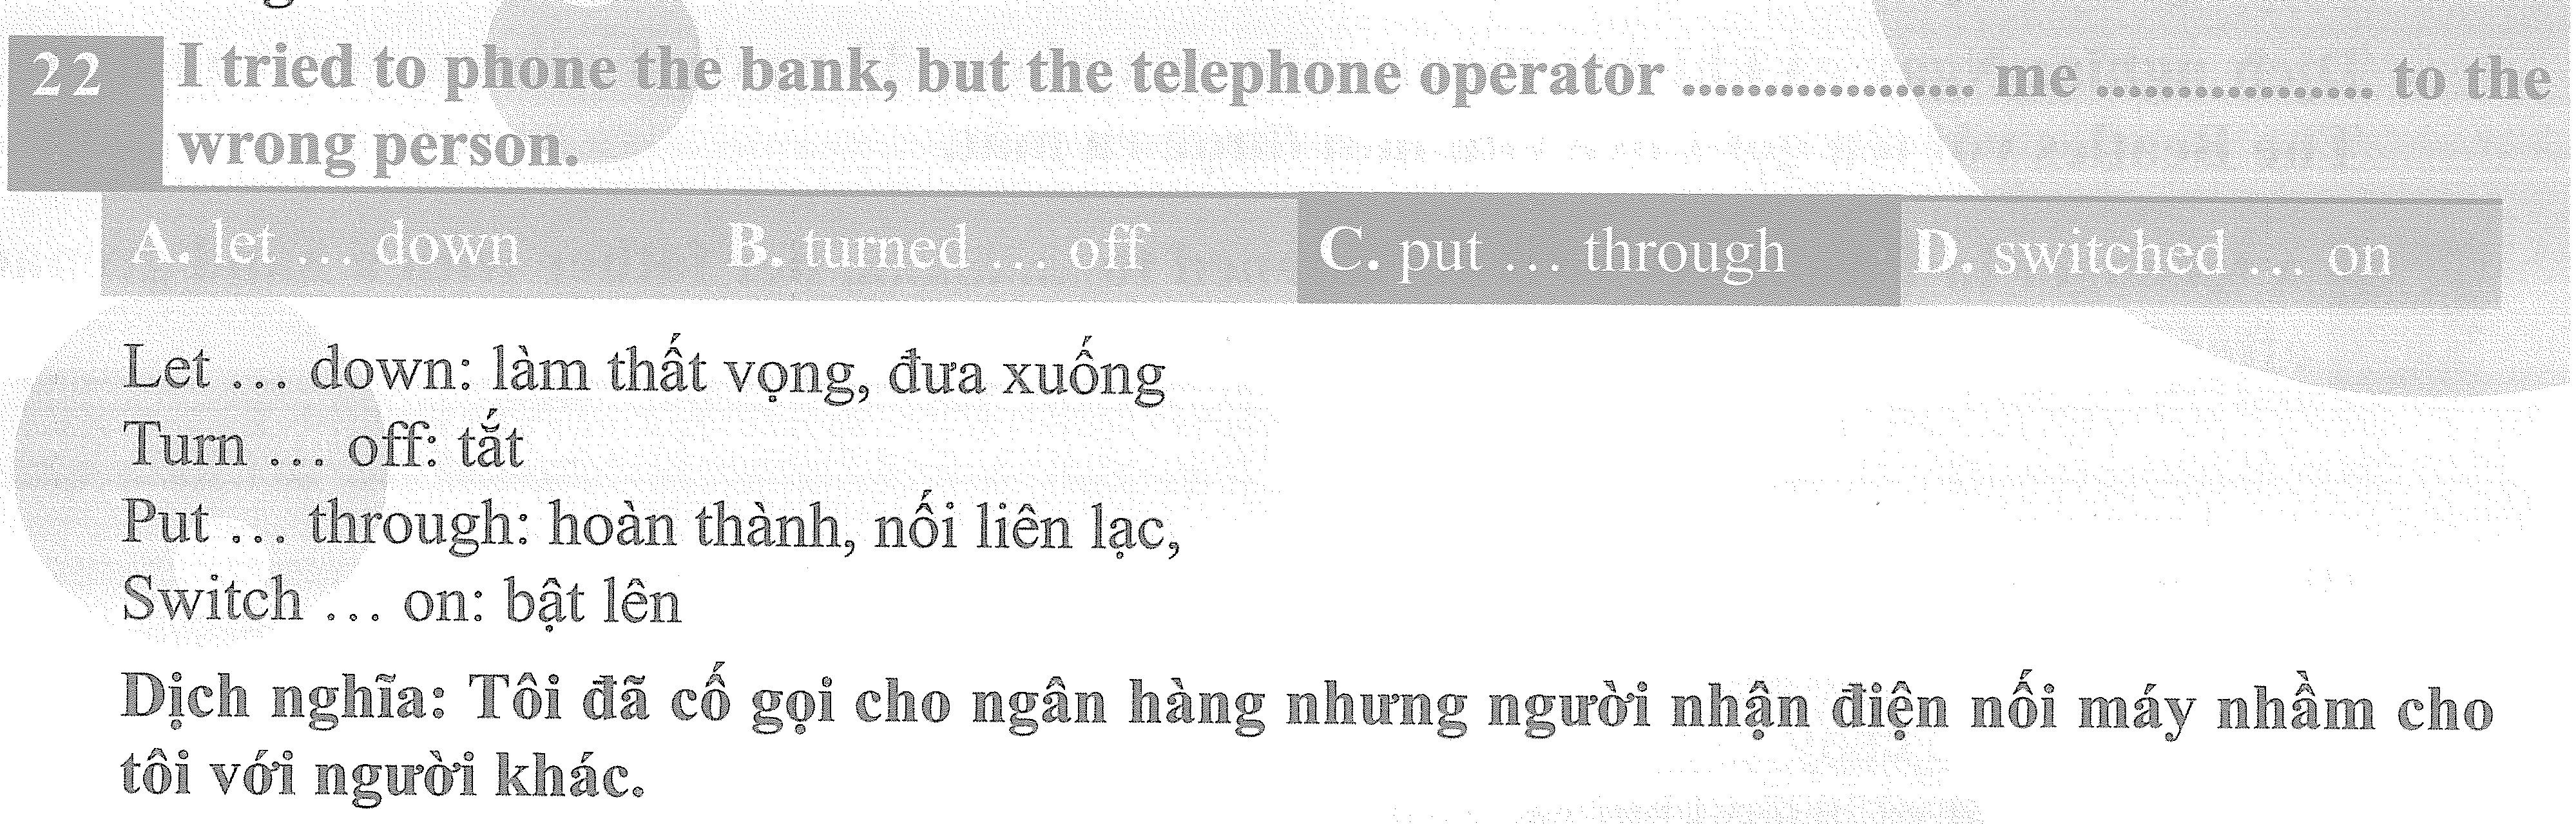 22 I tried to phone the bank, but the telephone operator .................. me ................. to the
wrong person.
A. let ... down B. turned ... off C. put ... through D. switched ... on
Let ... down: làm thất vọng, đưa xuống
Turn ... off: tắt
Put ... through: hoàn thành, nối liên lạc,
Switch ... on: bật lên
Dịch nghĩa: Tôi đã cố gọi cho ngân hàng nhưng người nhận điện nối máy nhầm cho
tôi với người khác.